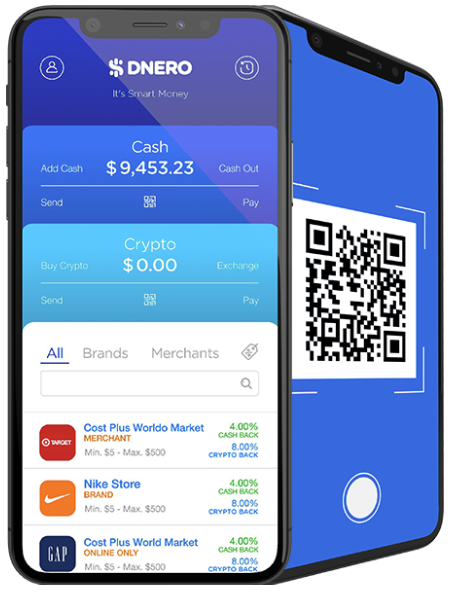 DNERO
It's Smart Money
Cash
Add Cash $9,453.23 Cash Out
Send Pay
Crypto
Buy Crypto $0.00 Exchange
Send Pay
All Brands Merchants
TARGET
Cost Plus Worldo Market 4.00%
MERCHANT CASH BACK
Min. $5 - Max. $500 8.00%
CRYPTO BACK
Nike Store 4.00%
BRAND CASH BACK
Min. $5 - Max. $500 8.00%
CRYPTO BACK
GAP
Cost Plus World Market 4.00%
ONLINE ONLY CASH BACK
Min. $5 - Max. $500 8.00%
CRYPTO BACK